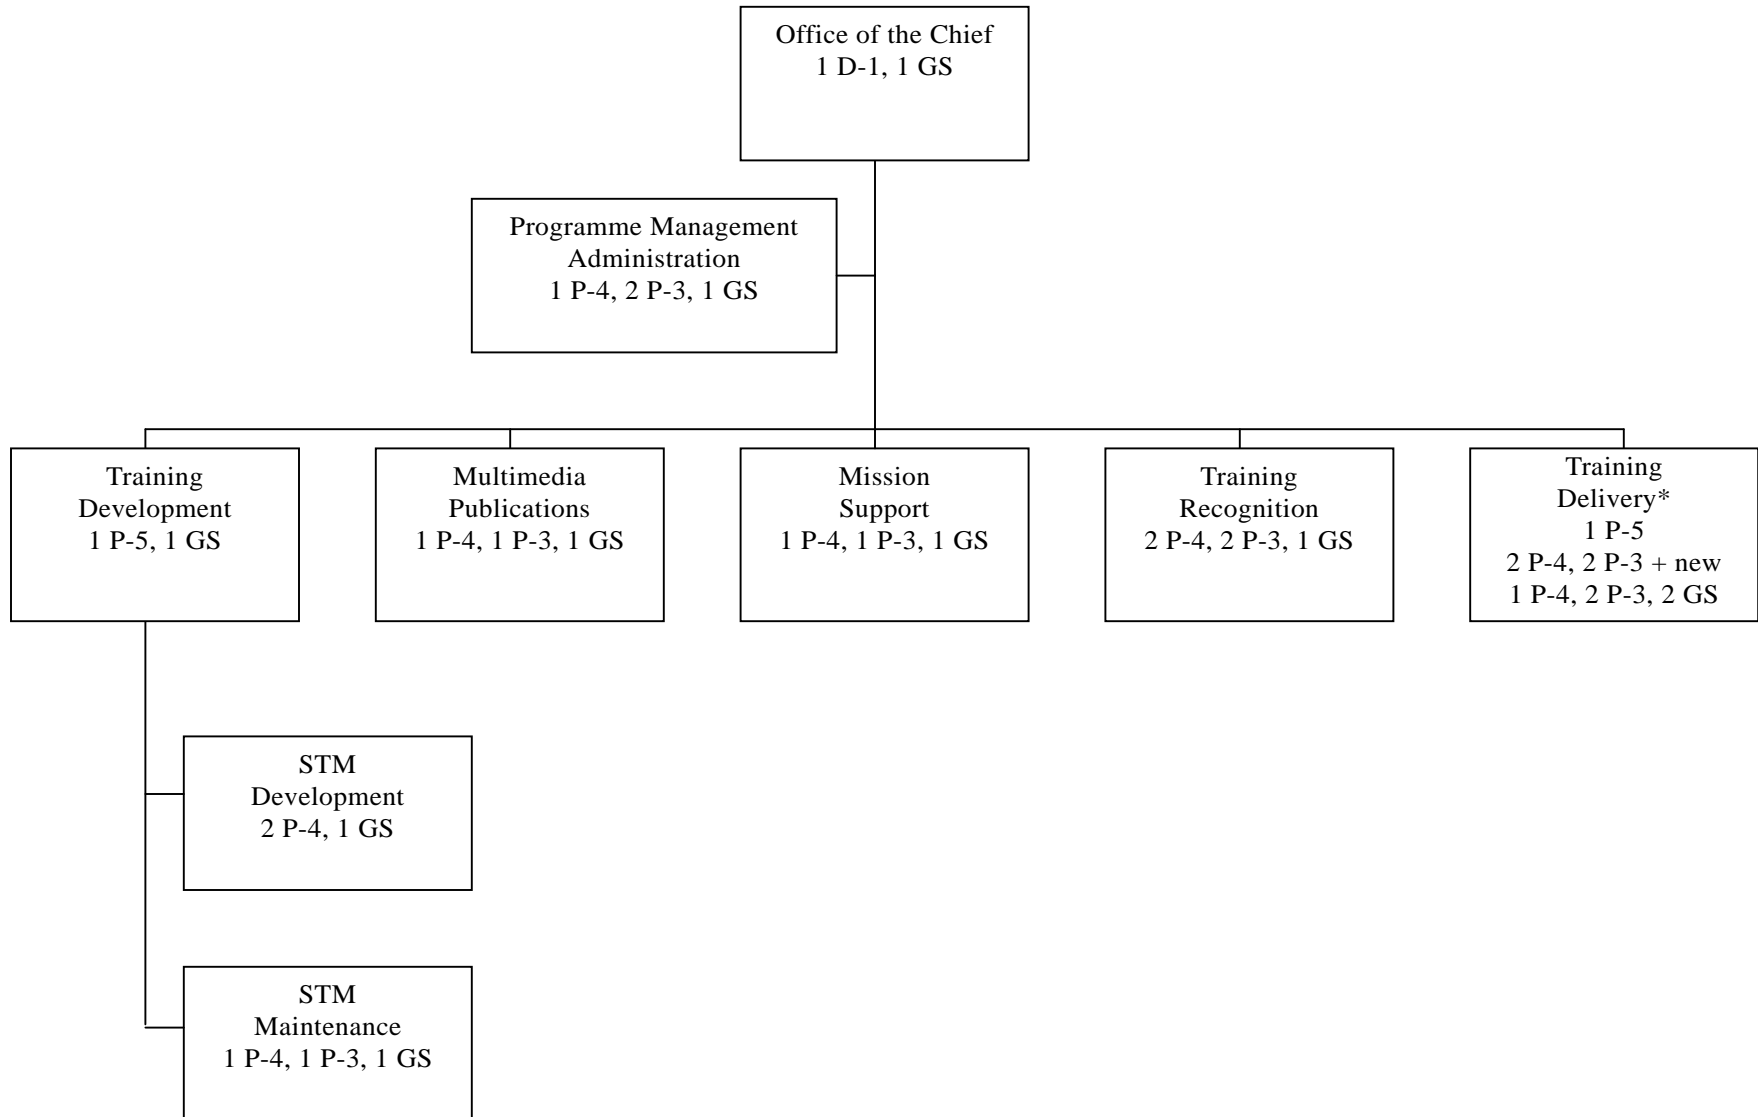 Office of the Chief
1 D-1, 1 GS
Programme Management
Administration
1 P-4, 2 P-3, 1 GS
Training
Development
1 P-5, 1 GS
Multimedia
Publications
1 P-4, 1 P-3, 1 GS
Mission
Support
1 P-4, 1 P-3, 1 GS
Training
Recognition
2 P-4, 2 P-3, 1 GS
Training
Delivery*
1 P-5
2 P-4, 2 P-3 + new
1 P-4, 2 P-3, 2 GS
STM
Development
2 P-4, 1 GS
STM
Maintenance
1 P-4, 1 P-3, 1 GS